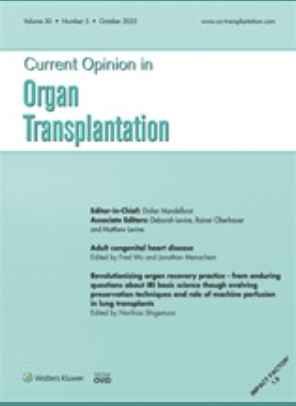 Volume 30 • Number 5 • October 2025 www.co-transplantation.com
Current Opinion in
Organ
Transplantation
Editor-in-Chief: Didier Mandelbrot
Associate Editors: Deborah Levine, Rainer Oberbauer
and Matthew Levine
Adult congenital heart disease
Edited by Fred Wu and Jonathan Menachem
Revolutionizing organ recovery practice - from enduring
questions about IRI basic science though evolving
preservation techniques and role of machine perfusion
in lung transplants
Edited by Norihisa Shigemura
Wolters Kluwer
OVID
IMPACT FACTOR
1.8